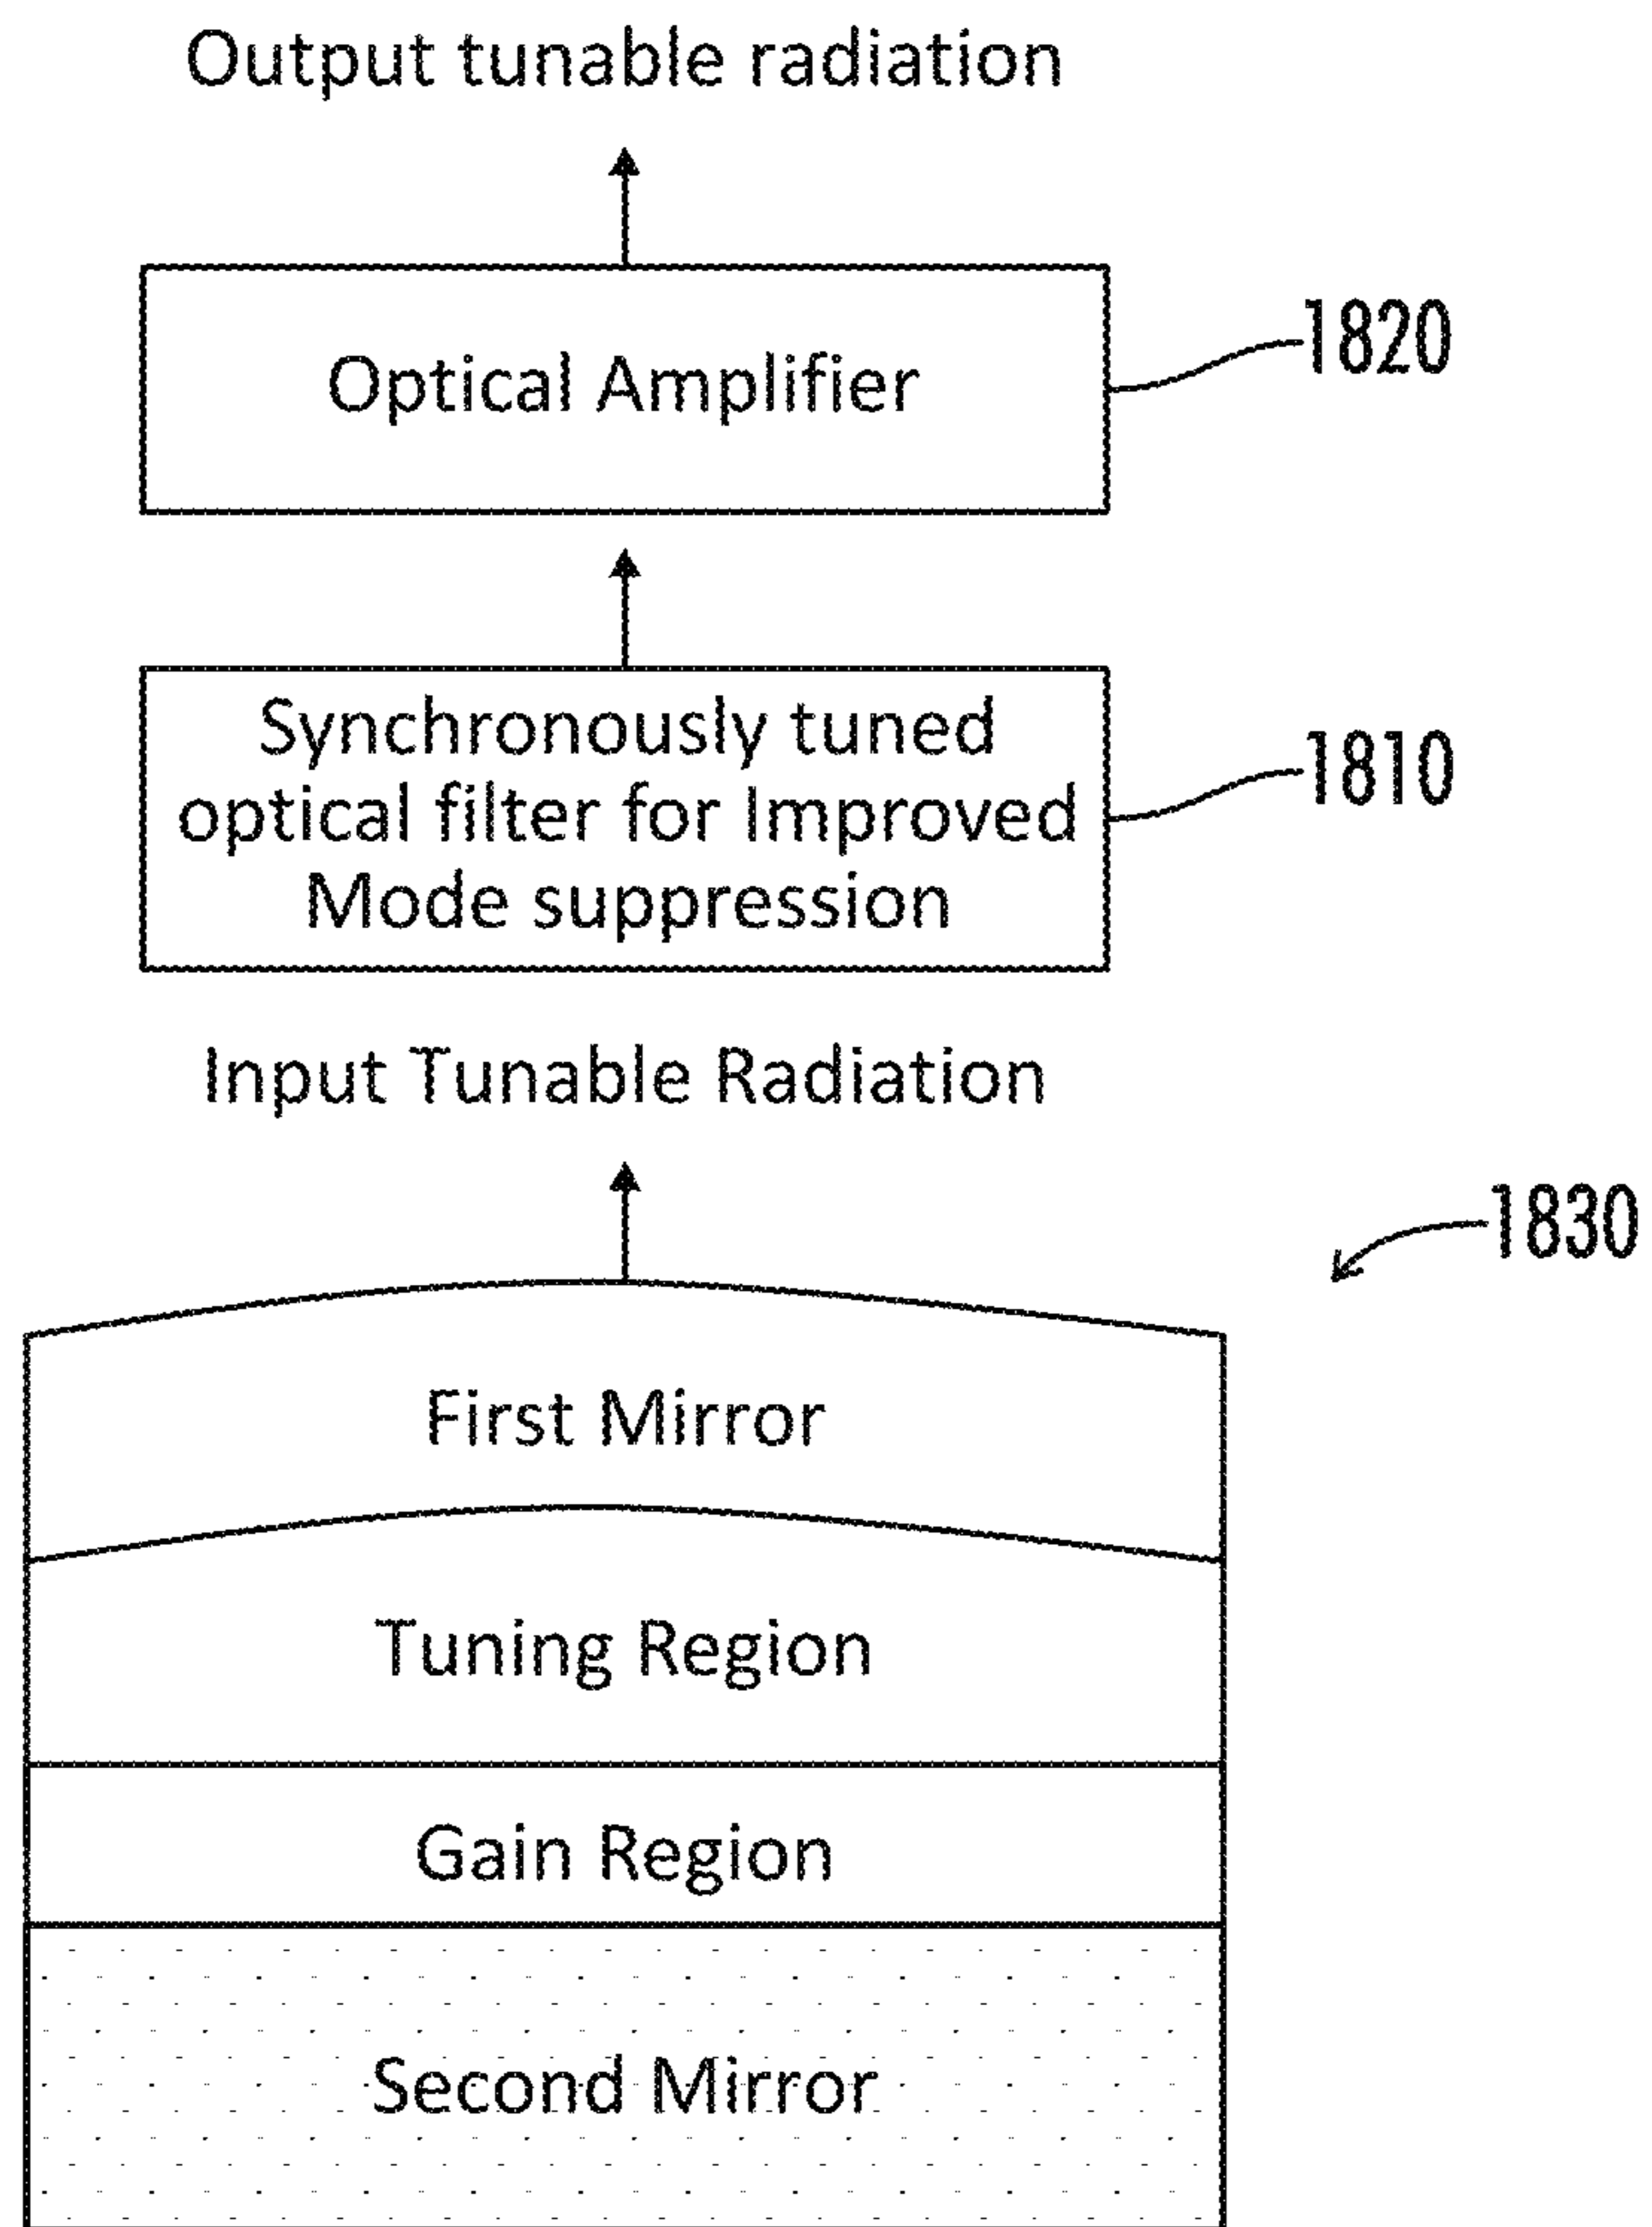 Output tunable radiation
Optical Amplifier
1820
Synchronously tuned
optical filter for Improved
Mode suppression
1810
Input Tunable Radiation
1830
First Mirror
Tuning Region
Gain Region
Second Mirror